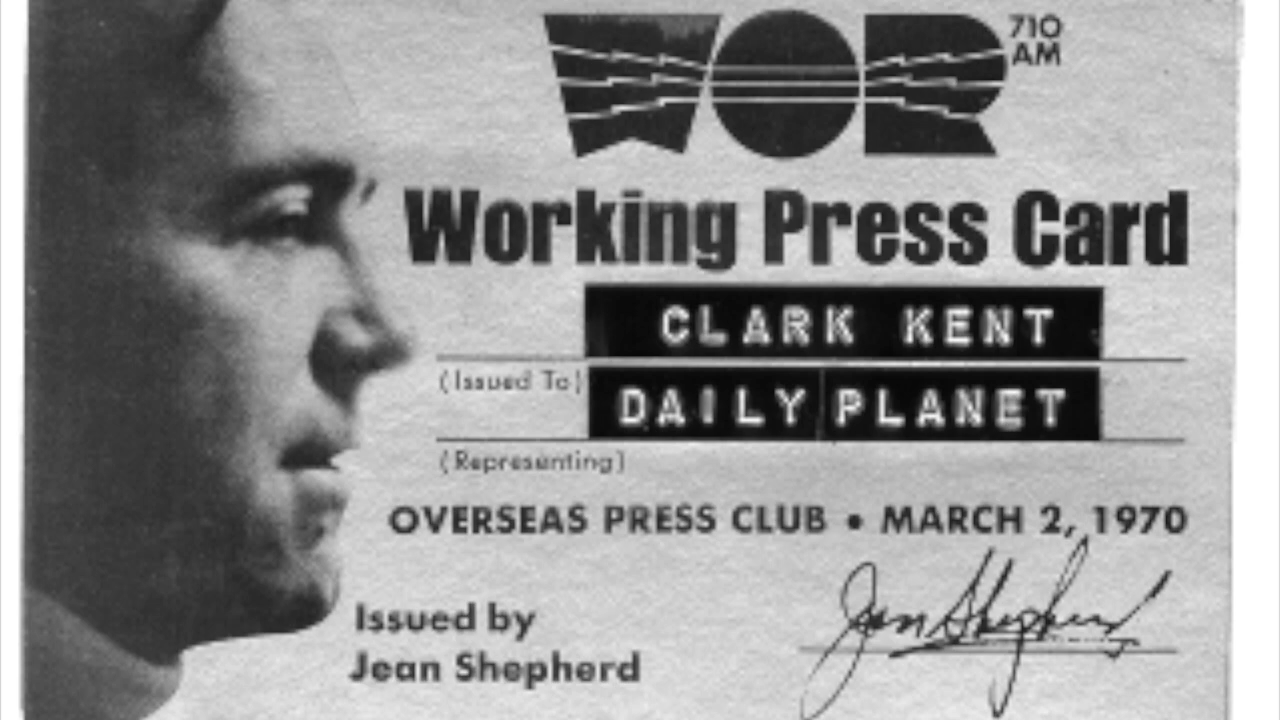 WOR 710
AM
Working Press Card
CLARK KENT
(Issued To)
DAILY PLANET
(Representing)
OVERSEAS PRESS CLUB • MARCH 2, 1970
Issued by
Jean Shepherd
Jean Shepherd